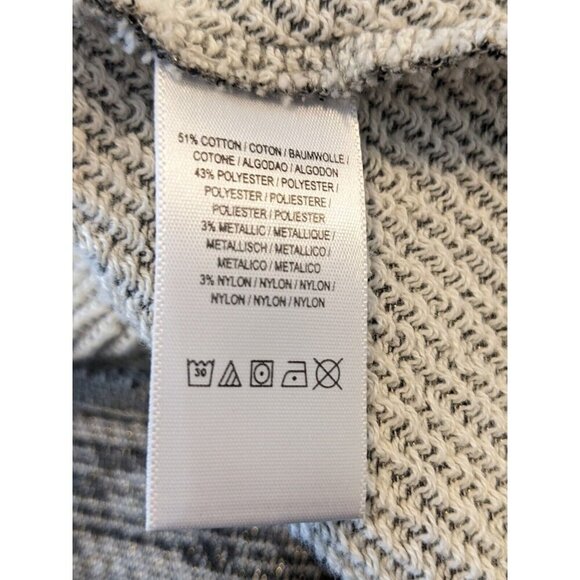 51% COTTON / COTON / BAUMWOLLE /
COTONE / ALGODAO / ALGODON
43% POLYESTER / POLYESTER /
POLYESTER / POLIESTERE /
POLIESTER / POLIESTER
3% METALLIC / METALLIQUE /
METALLISCH / METALLICO /
METALICO / METALICO
3% NYLON / NYLON / NYLON /
NYLON / NYLON / NYLON
30